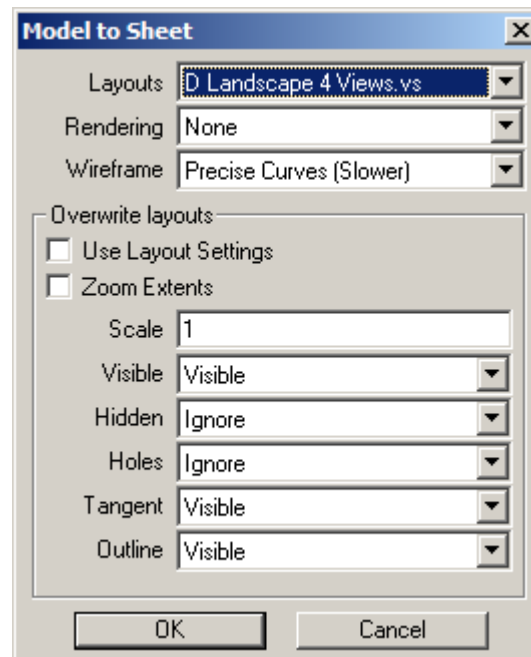 Model to Sheet
Layouts D Landscape 4 Views.vs
Rendering None
Wireframe Precise Curves (Slower)
Overwrite layouts
Use Layout Settings
Zoom Extents
Scale 1
Visible Visible
Hidden Ignore
Holes Ignore
Tangent Visible
Outline Visible
OK Cancel